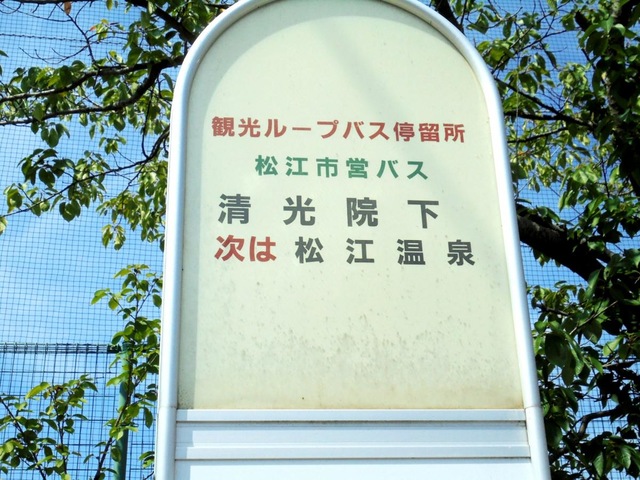 観光ループバス停留所
松江市営バス
清光院下
次は 松江温泉